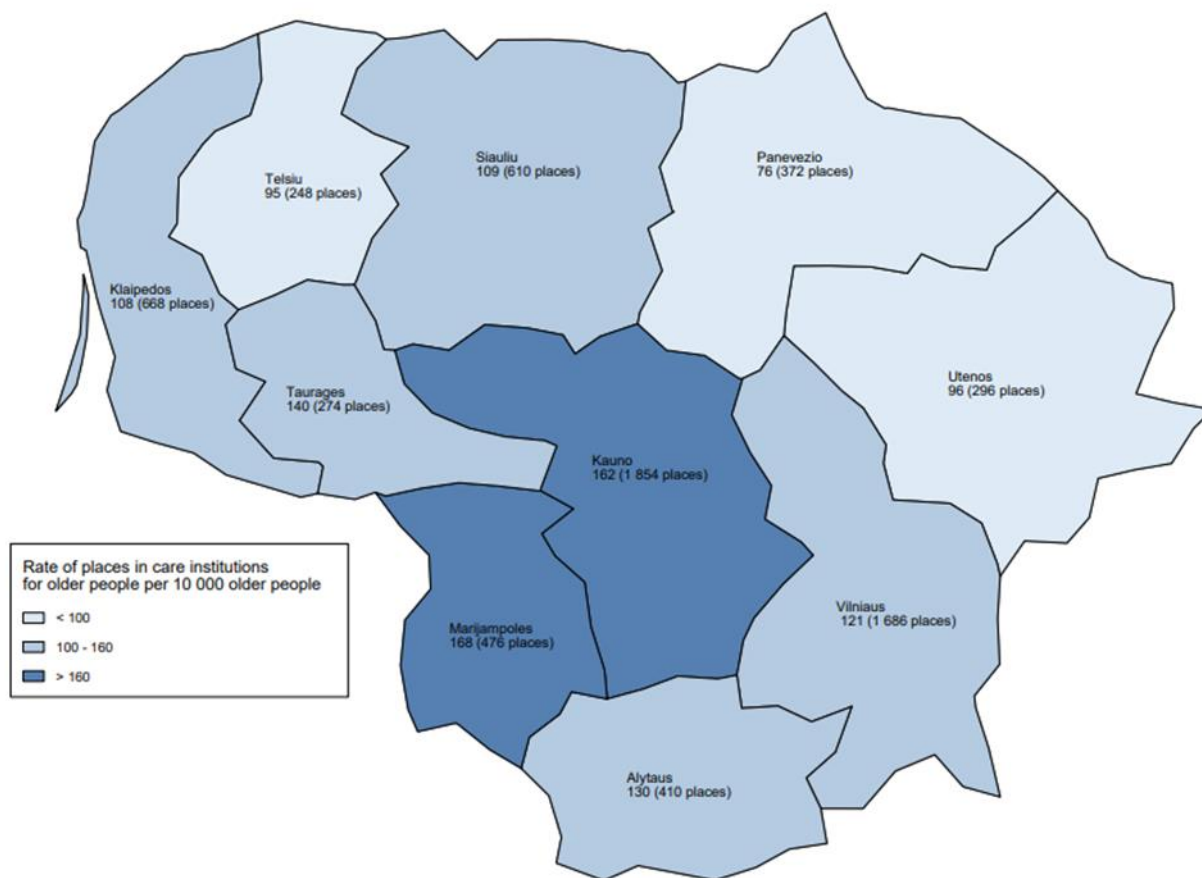 Siauliu
109 (610 places)
Panevezio
76 (372 places)
Telsiu
95 (248 places)
Klaipedos
108 (668 places)
Taurages
140 (274 places)
Utenos
96 (296 places)
Kauno
162 (1 854 places)
Rate of places in care institutions
for older people per 10 000 older people
< 100
100 - 160
> 160
Marijampoles
168 (476 places)
Vilniaus
121 (1 686 places)
Alytaus
130 (410 places)